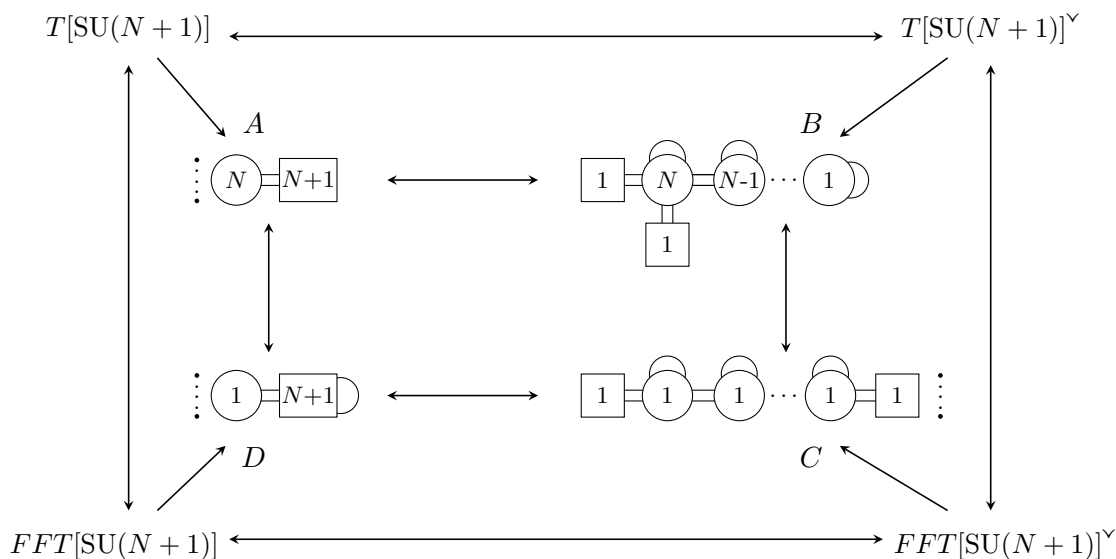 T[SU(N + 1)] T[SU(N + 1)]ˇ
A B
⋮ N N+1 1 N N-1 ··· 1
1
⋮ 1 N+1 1 1 1 ··· 1 1 ⋮
D C
FFT[SU(N + 1)] FFT[SU(N + 1)]ˇ